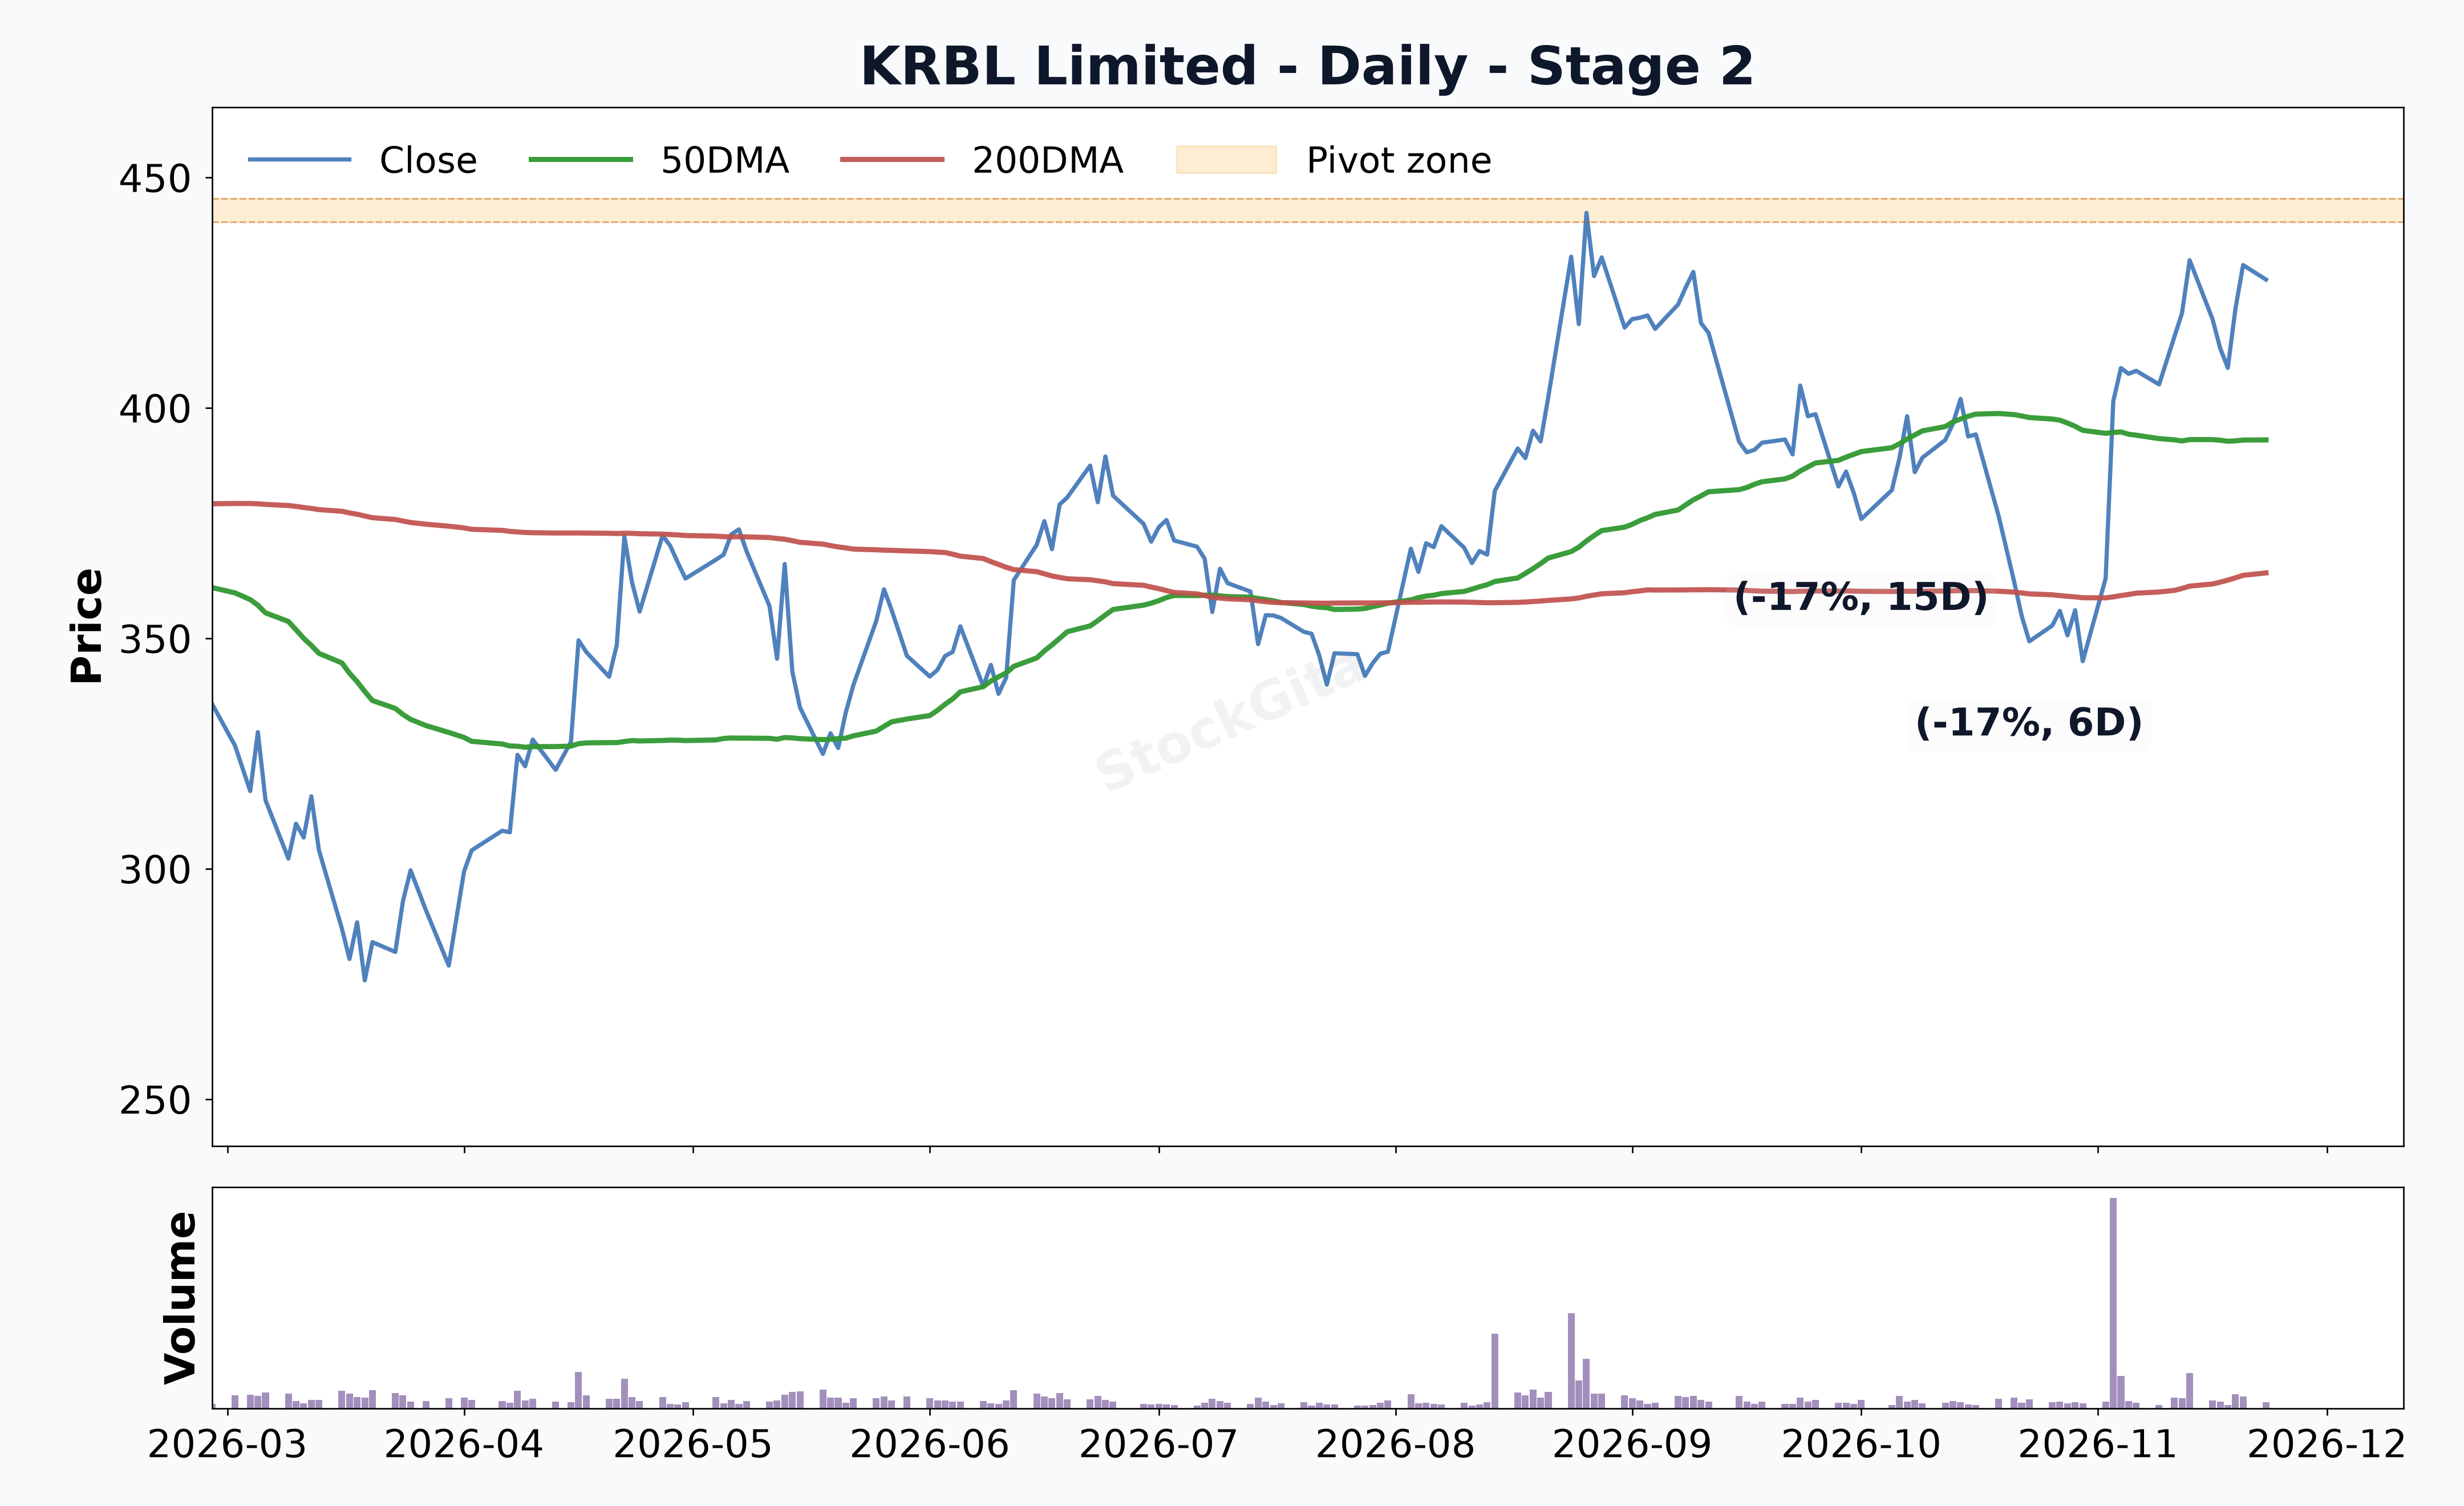 KRBL Limited - Daily - Stage 2
Close 50DMA 200DMA Pivot zone
450
400
350
300
250
Price
(-17%, 15D)
(-17%, 6D)
StockGita
Volume
2026-03 2026-04 2026-05 2026-06 2026-07 2026-08 2026-09 2026-10 2026-11 2026-12